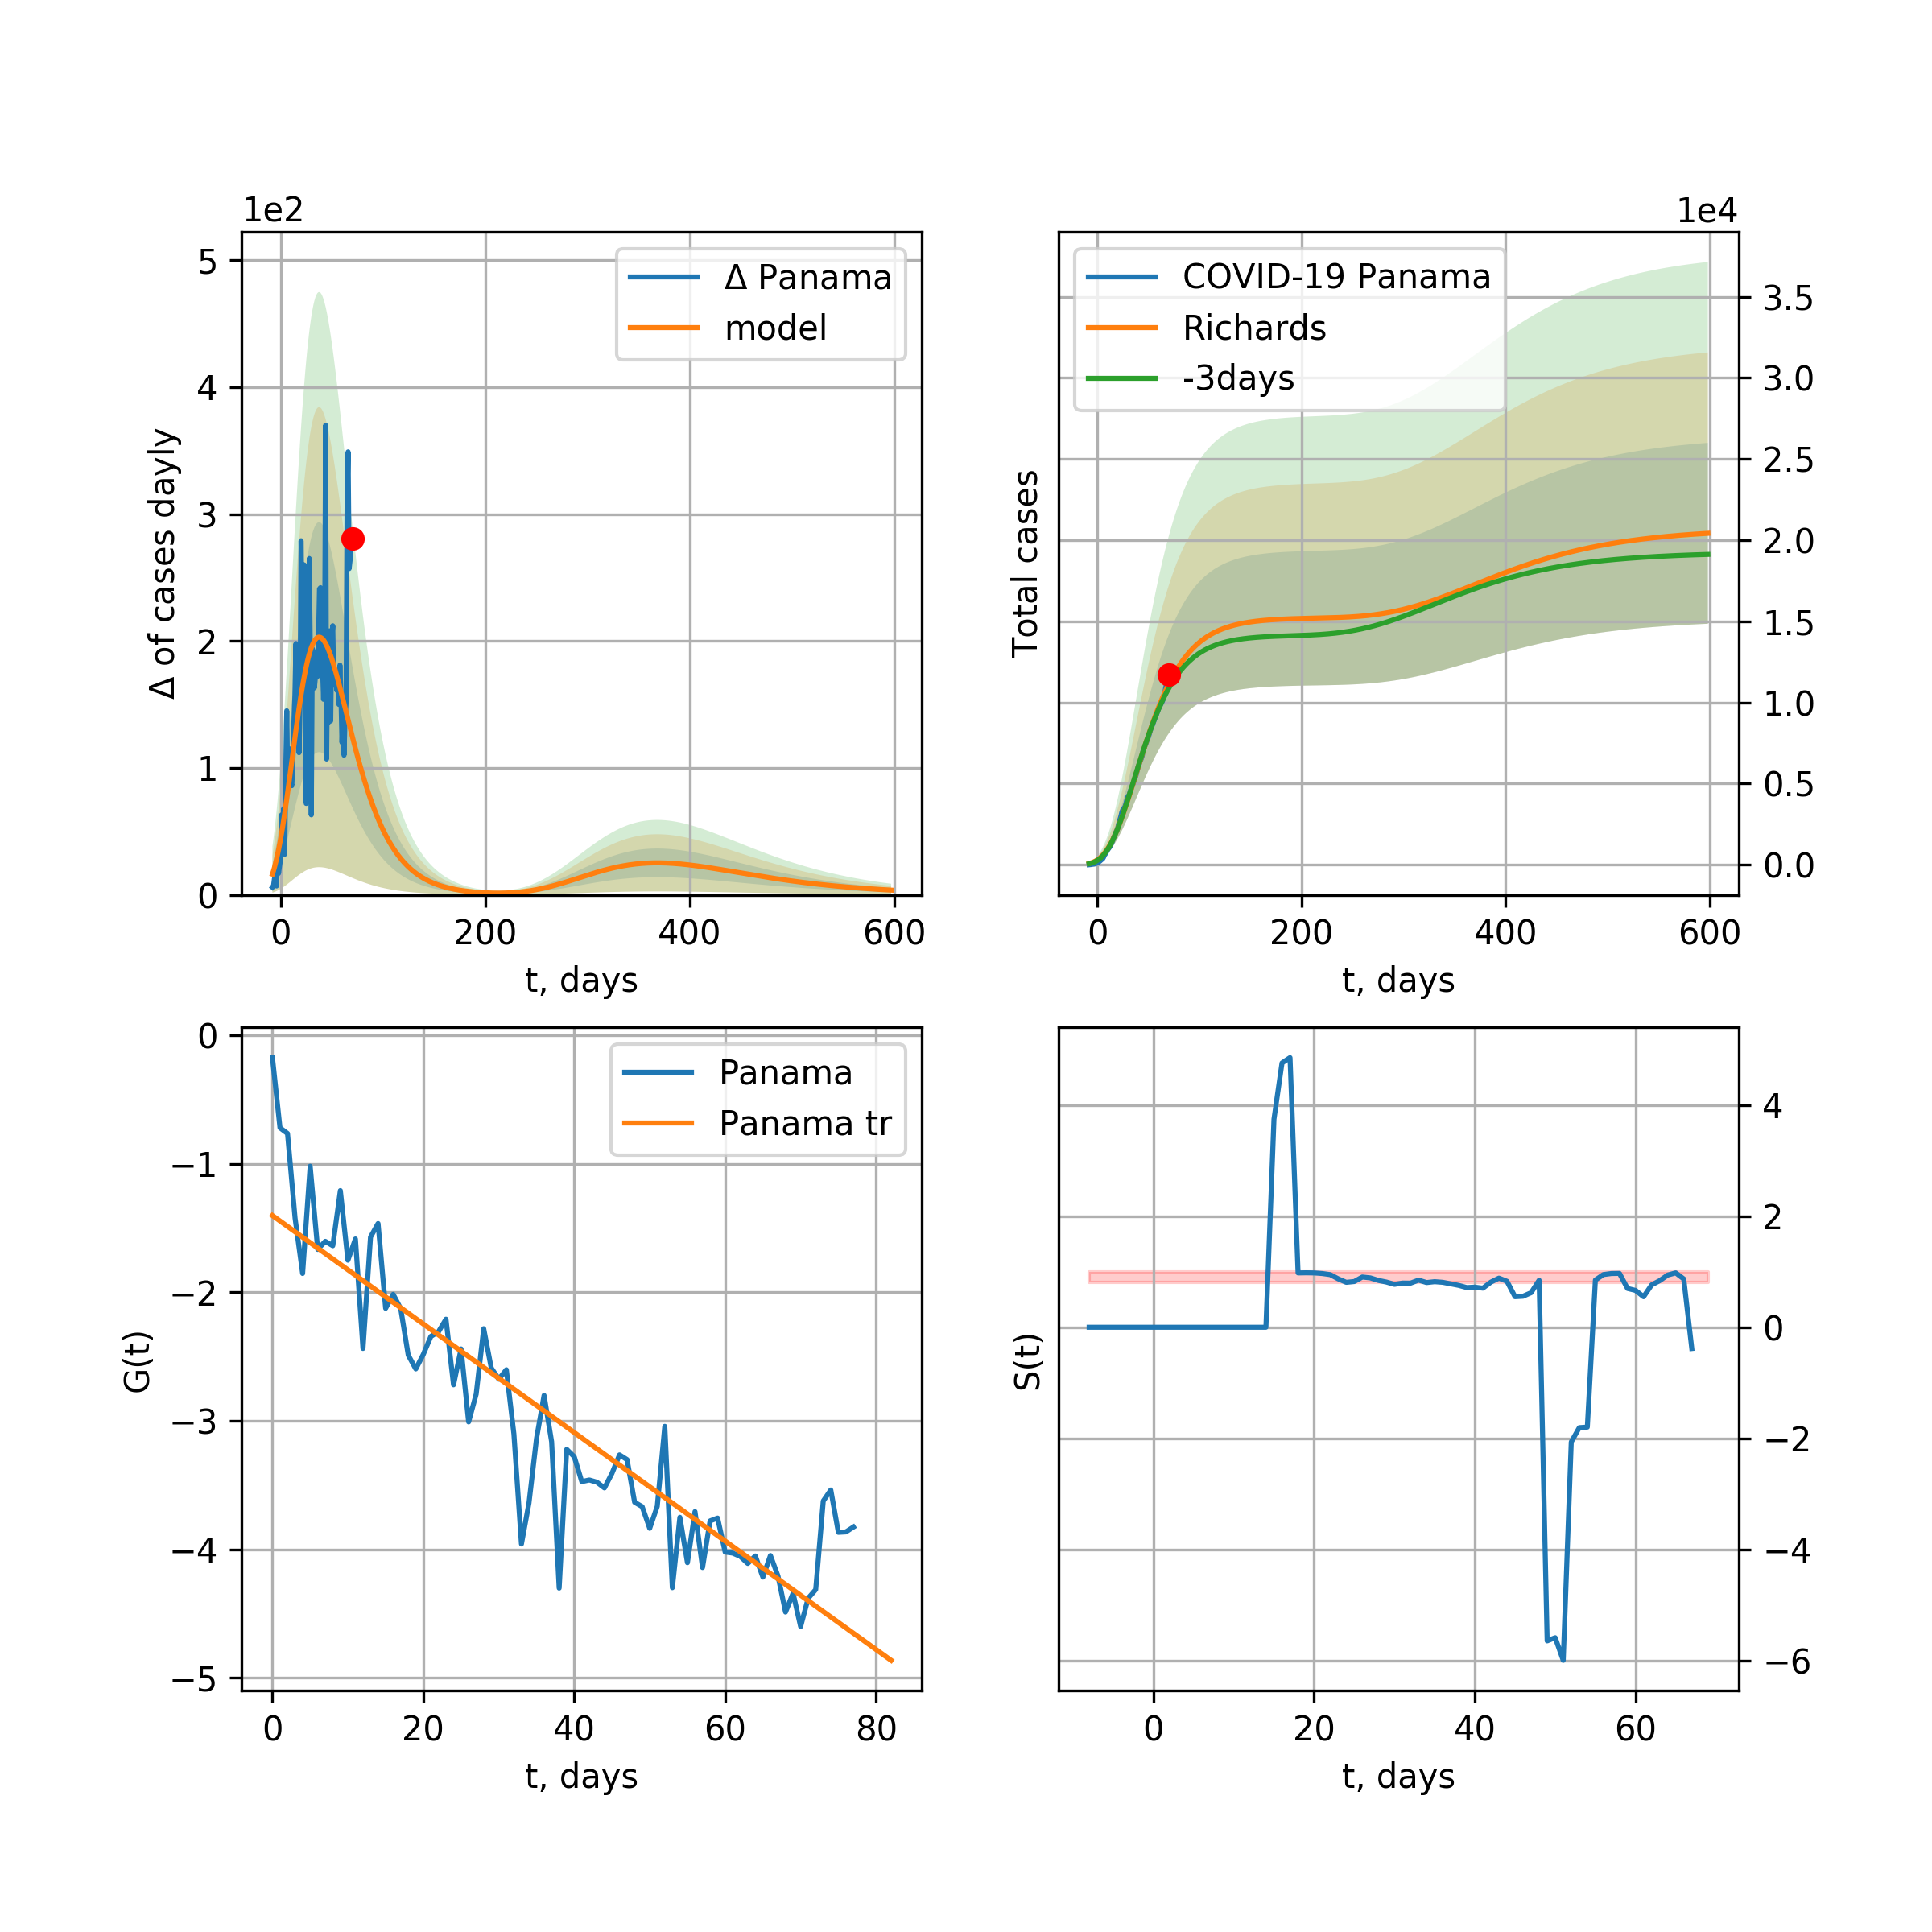 1e2
5
4
3
2
1
0
Δ of cases dayly
Δ Panama
model
0 200 400 600
t, days
1e4
COVID-19 Panama
Richards
-3days
3.5
3.0
2.5
2.0
1.5
1.0
0.5
0.0
Total cases
0 200 400 600
t, days
0
−1
−2
−3
−4
−5
G(t)
Panama
Panama tr
0 20 40 60 80
t, days
4
2
0
−2
−4
−6
S(t)
0 20 40 60
t, days